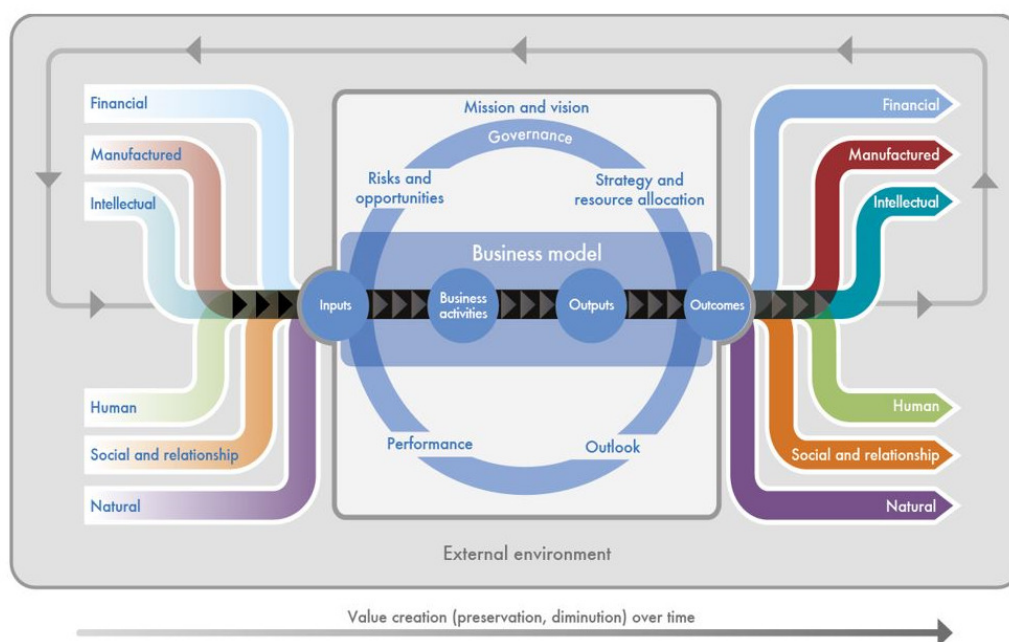 Financial
Manufactured
Intellectual
Human
Social and relationship
Natural
Mission and vision
Governance
Risks and
opportunities
Strategy and
resource allocation
Business model
Inputs
Business
activities
Outputs
Outcomes
Performance
Outlook
Financial
Manufactured
Intellectual
Human
Social and relationship
Natural
External environment
Value creation (preservation, diminution) over time